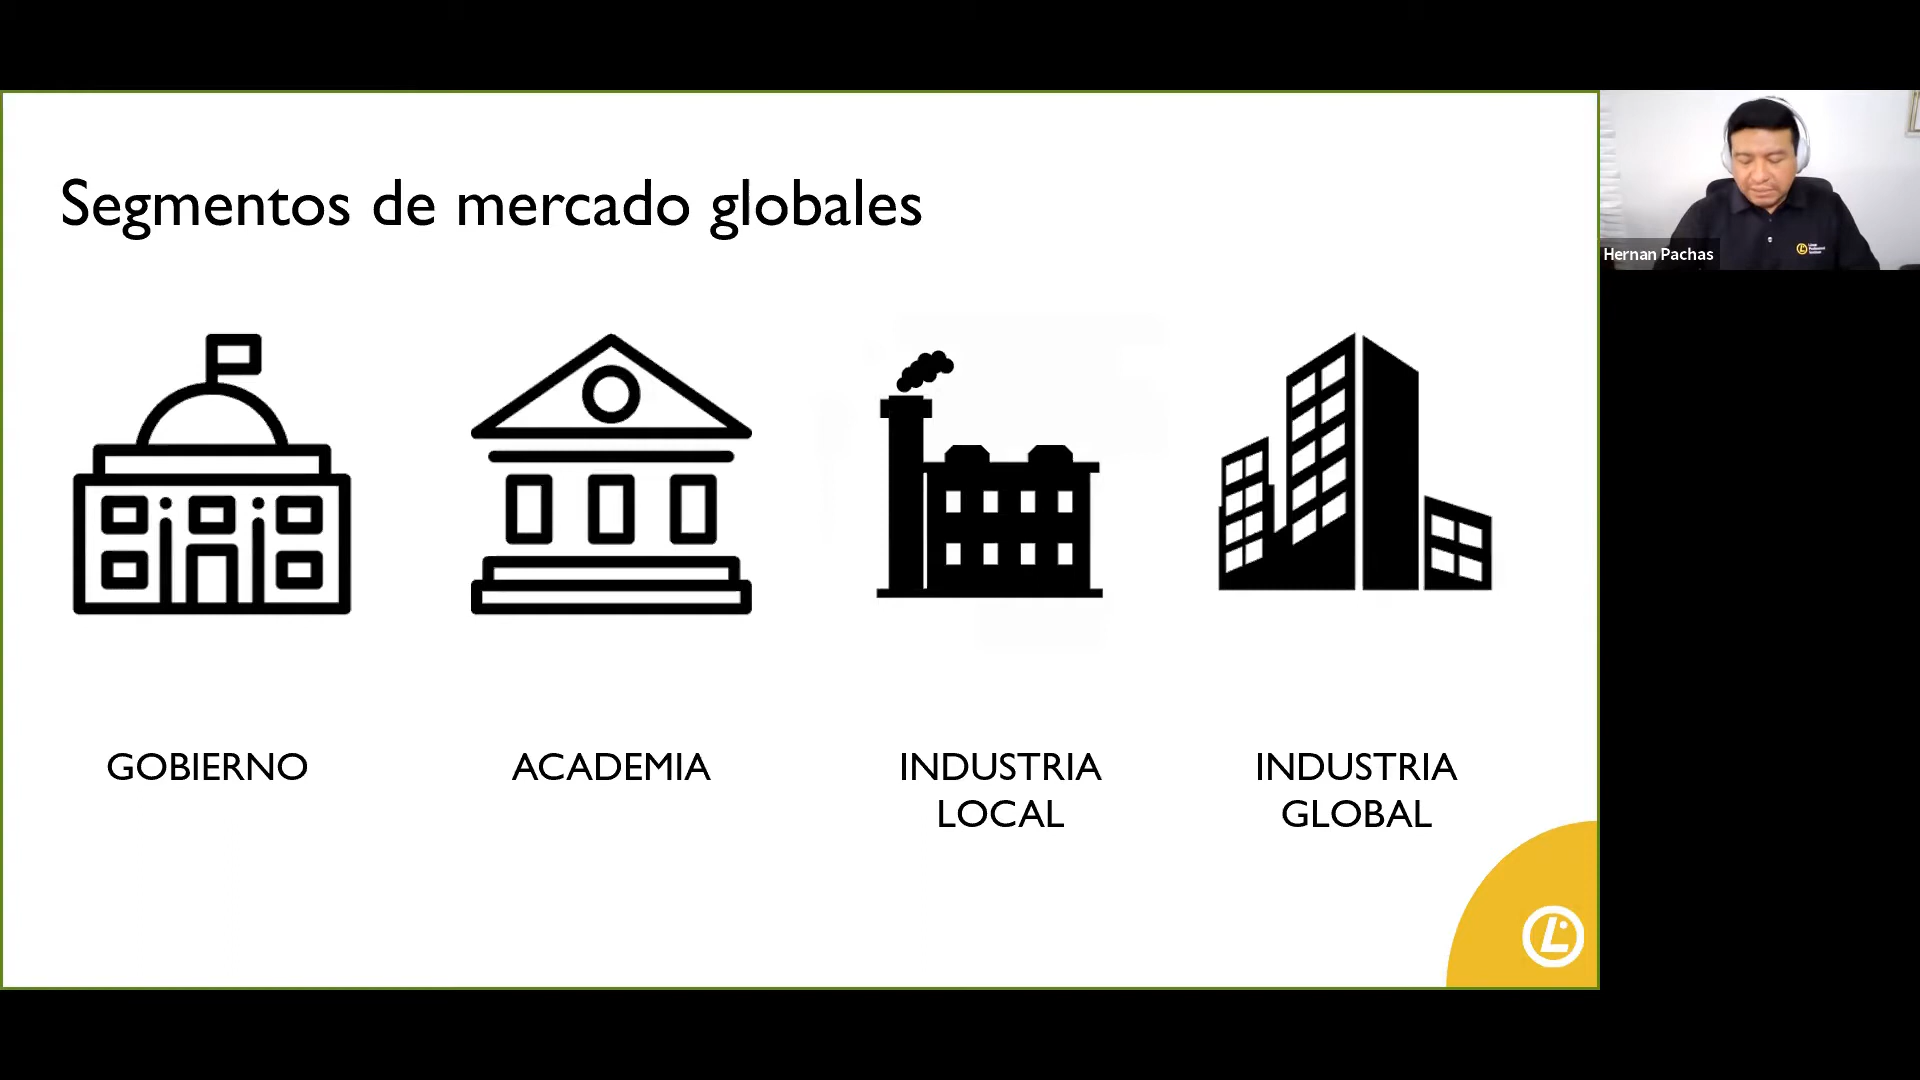 Segmentos de mercado globales
GOBIERNO
ACADEMIA
INDUSTRIA
LOCAL
INDUSTRIA
GLOBAL
Hernan Pachas